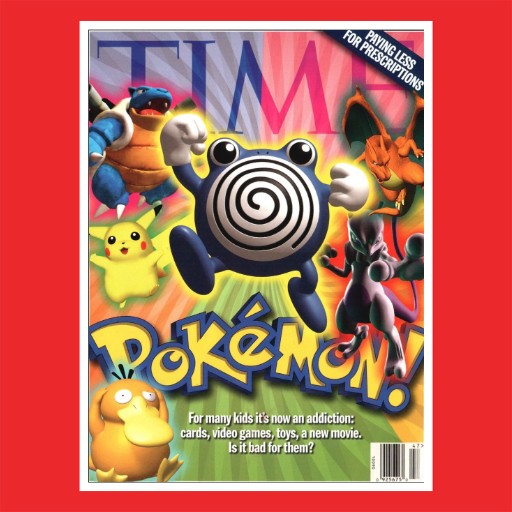 TIME
PAYING LESS
FOR PRESCRIPTIONS
POKéMON!
For many kids it's now an addiction:
cards, video games, toys, a new movie.
Is it bad for them?
47>